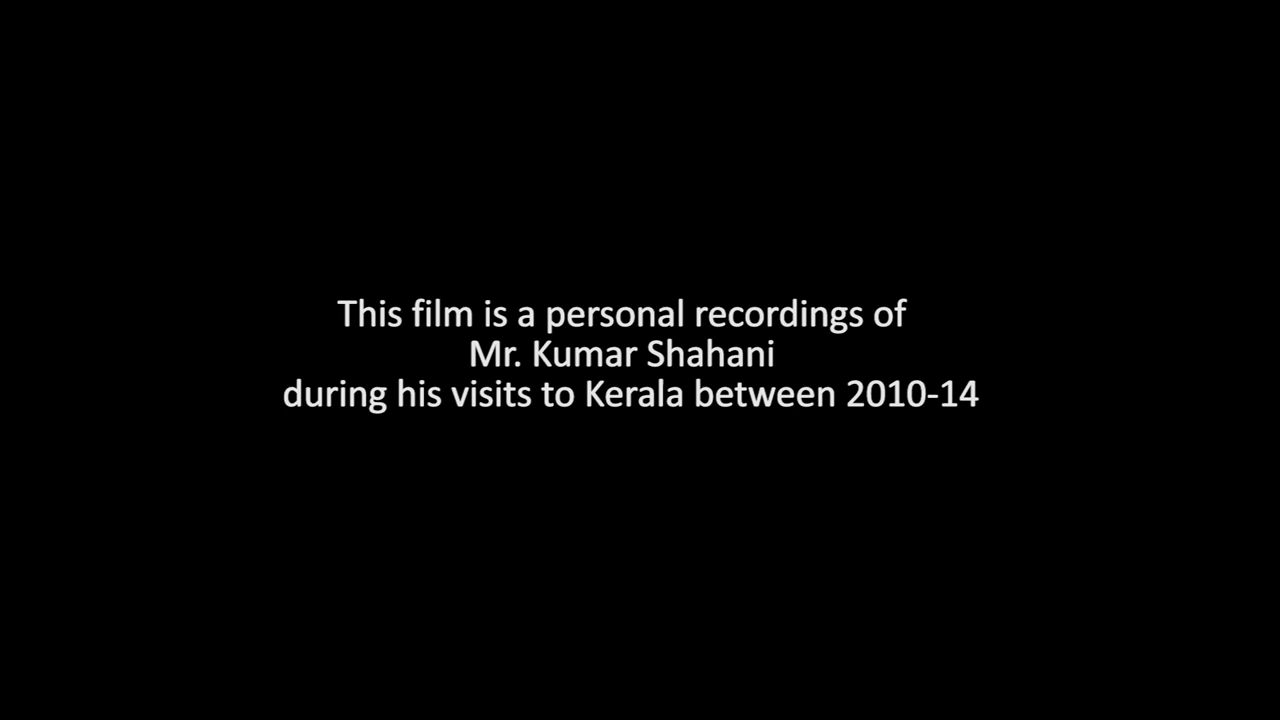 This film is a personal recordings of
Mr. Kumar Shahani
during his visits to Kerala between 2010-14